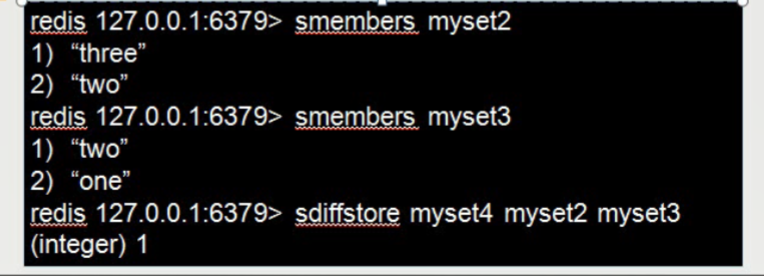 redis 127.0.0.1:6379> smembers myset2
1) “three”
2) “two”
redis 127.0.0.1:6379> smembers myset3
1) “two”
2) “one”
redis 127.0.0.1:6379> sdiffstore myset4 myset2 myset3
(integer) 1